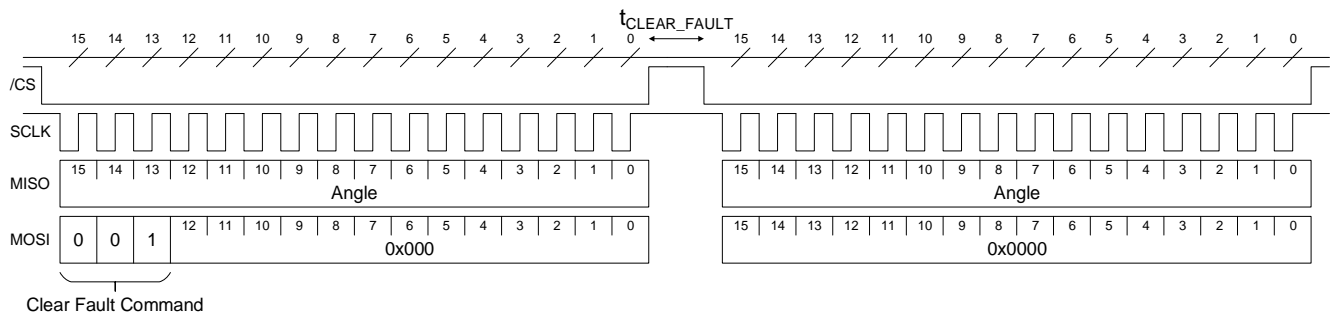 tCLEAR_FAULT
15 14 13 12 11 10 9 8 7 6 5 4 3 2 1 0 15 14 13 12 11 10 9 8 7 6 5 4 3 2 1 0
/CS
SCLK
MISO 15 14 13 12 11 10 9 8 7 6 5 4 3 2 1 0 15 14 13 12 11 10 9 8 7 6 5 4 3 2 1 0
Angle Angle
MOSI 0 0 1 12 11 10 9 8 7 6 5 4 3 2 1 0 15 14 13 12 11 10 9 8 7 6 5 4 3 2 1 0
0x000 0x0000
Clear Fault Command